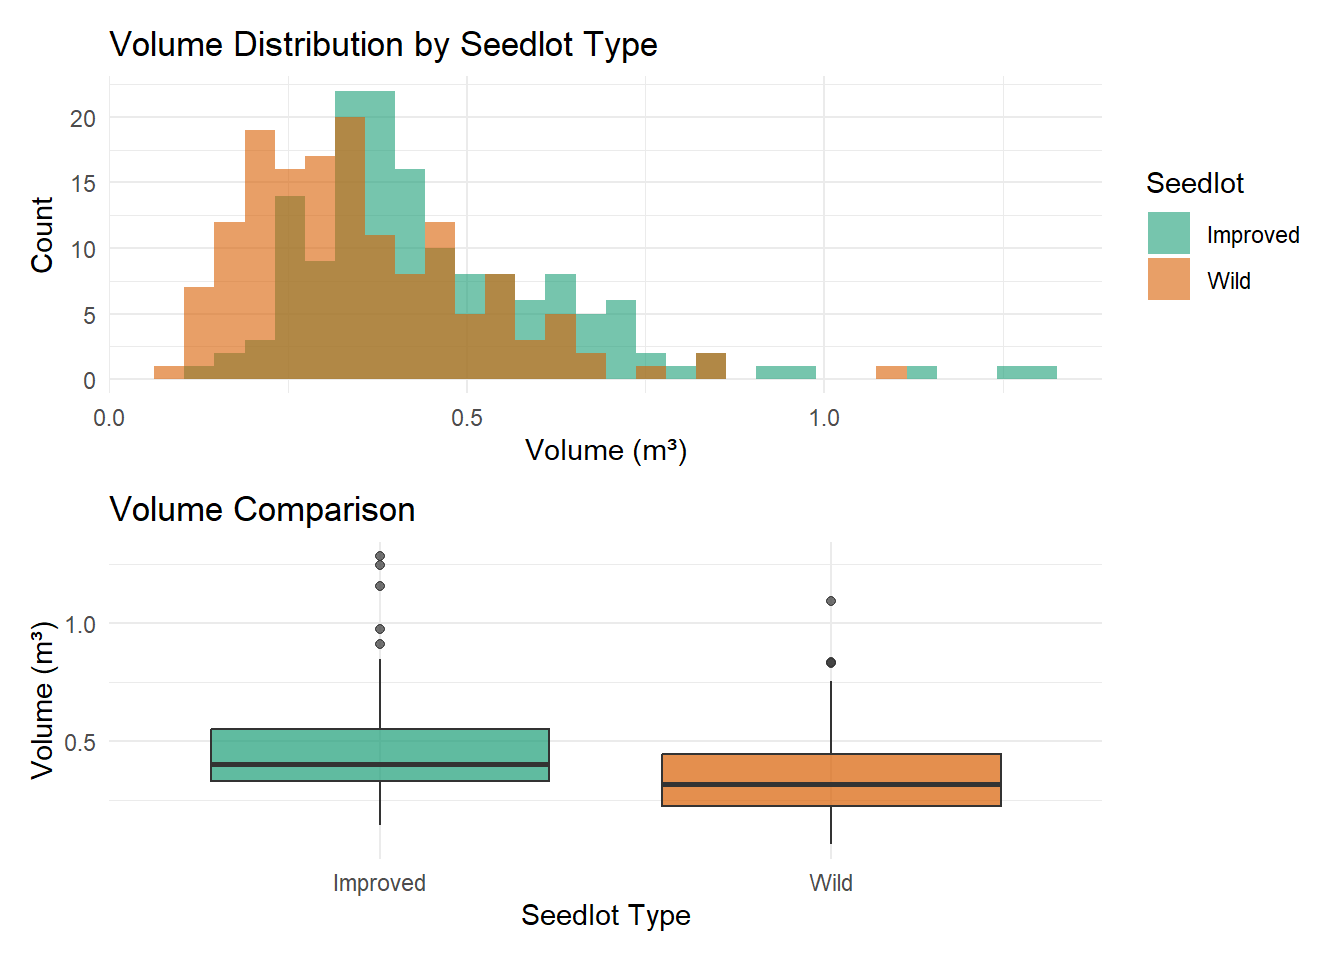 Volume Distribution by Seedlot Type
Count
20
15
10
5
0
0.0 0.5 1.0
Volume (m³)
Seedlot
Improved
Wild
Volume Comparison
Volume (m³)
1.0
0.5
Improved Wild
Seedlot Type